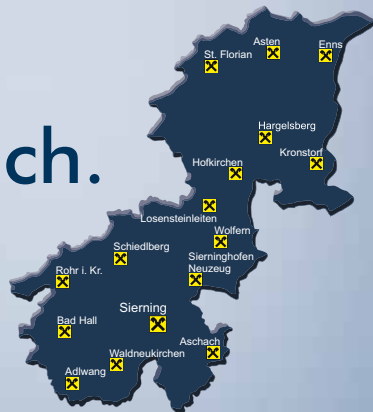 Asten
Enns
St. Florian
Hargelsberg
ch.
Kronstorf
Hofkirchen
Losensteinleiten
Wolfern
Schiedlberg
Sierninghofen
Neuzeug
Rohr i. Kr.
Sierning
Bad Hall
Aschach
Waldneukirchen
Adlwang